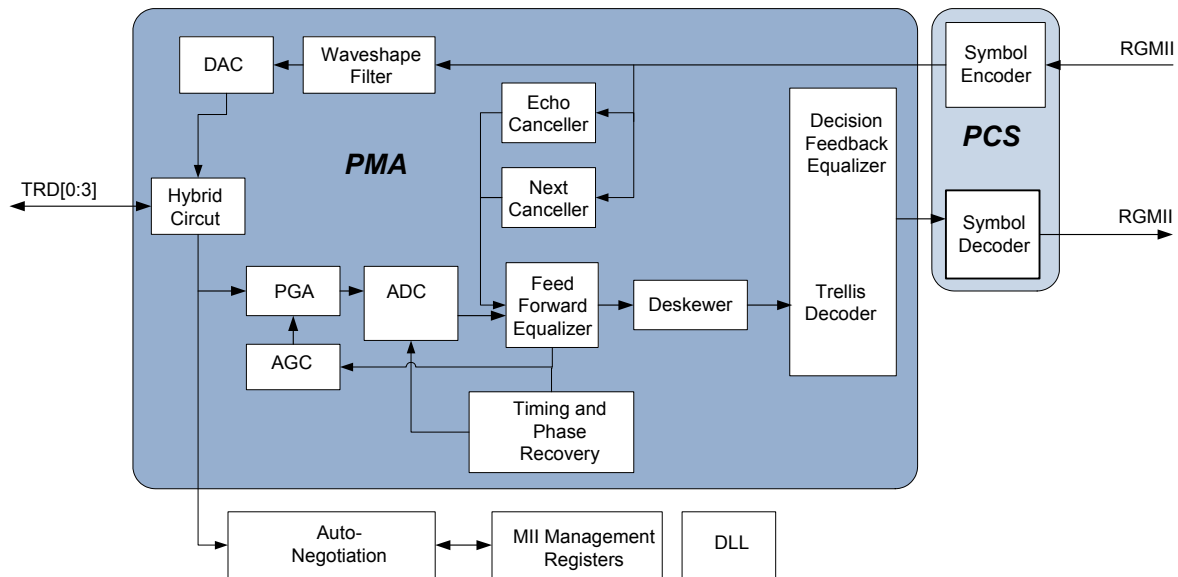 DAC
Waveshape
Filter
Symbol
Encoder
RGMII
Echo
Canceller
Next
Canceller
PMA
Decision
Feedback
Equalizer
Trellis
Decoder
PCS
TRD[0:3]
Hybrid
Circut
Symbol
Decoder
RGMII
PGA
ADC
Feed
Forward
Equalizer
Deskewer
AGC
Timing and
Phase
Recovery
Auto-
Negotiation
MII Management
Registers
DLL